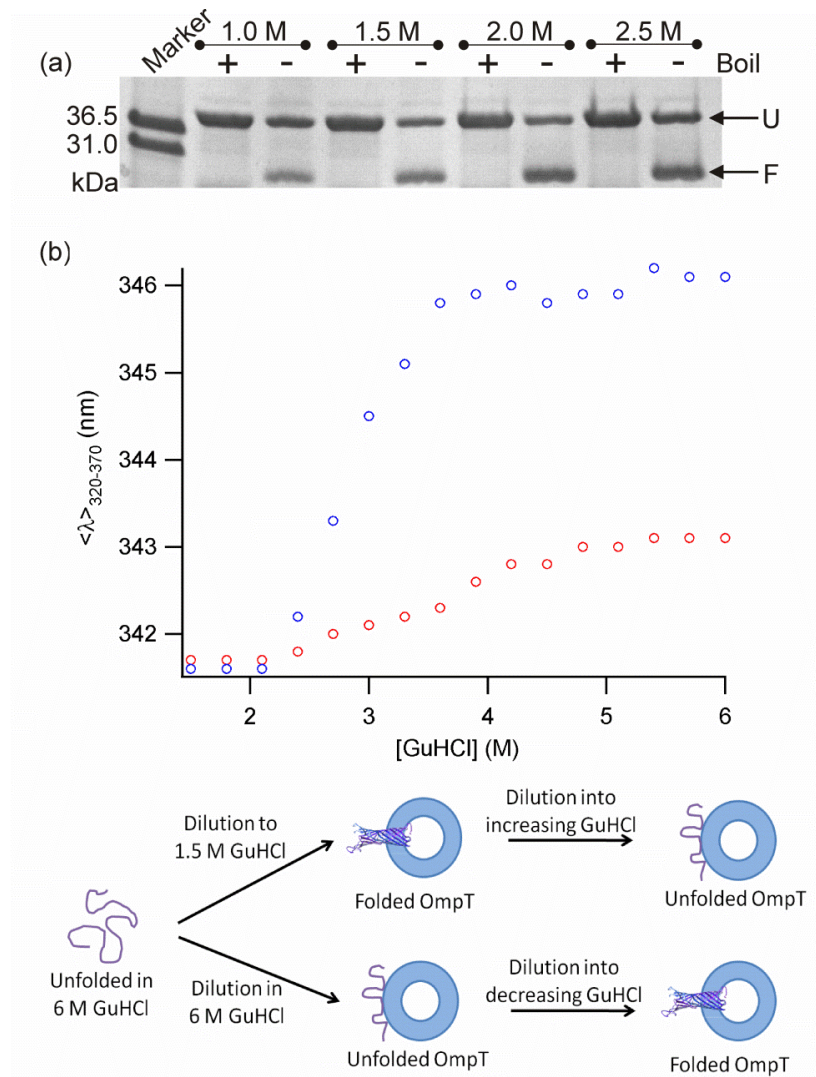 Marker 1.0 M 1.5 M 2.0 M 2.5 M
(a) + - + - + - + - Boil
36.5 U
31.0
kDa F
(b)
346
345
344
343
342
<λ>320-370 (nm)
2 3 4 5 6
[GuHCl] (M)
Dilution to
1.5 M GuHCl
Folded OmpT
Dilution into
increasing GuHCl
Unfolded OmpT
Unfolded in
6 M GuHCl
Dilution in
6 M GuHCl
Unfolded OmpT
Dilution into
decreasing GuHCl
Folded OmpT